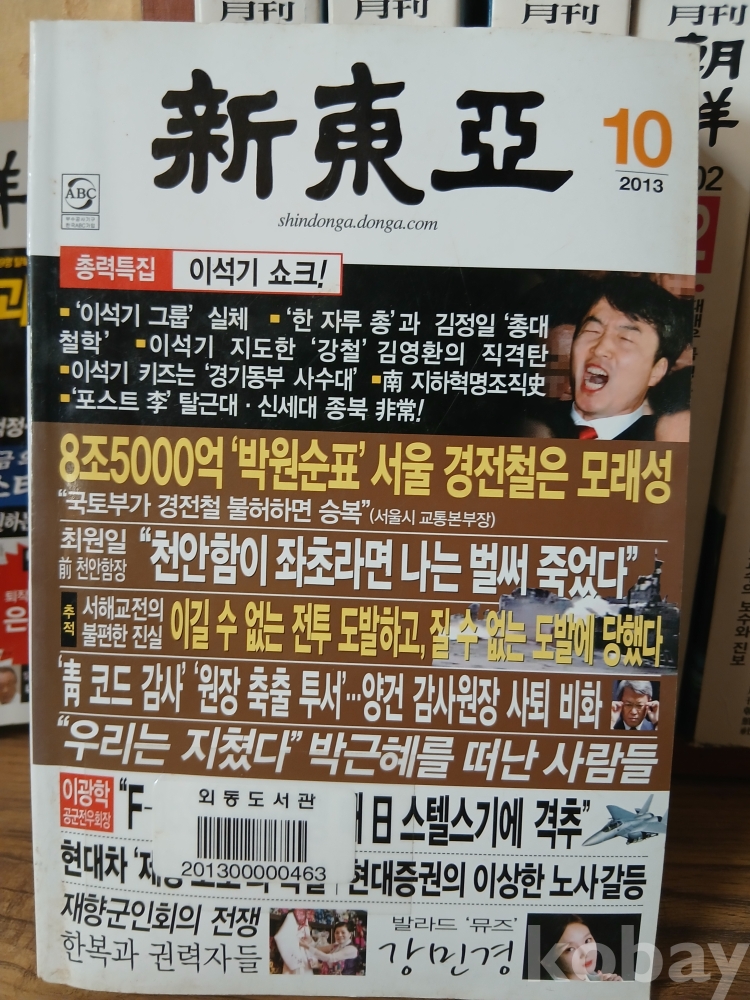 月刊
月刊
月刊
月刊
朝
鮮
新東亞
10
2013
ABC
shindonga.donga.com
총력특집 이석기 쇼크!
▪‘이석기 그룹’ 실체 ▪‘한 자루 총’과 김정일 ‘총대
철학’ ▪이석기 지도한 ‘강철’ 김영환의 직격탄
▪이석기 키즈는 ‘경기동부 사수대’ ▪南 지하혁명조직史
▪‘포스트 李’ 탈근대·신세대 종북 非常!
8조5000억 ‘박원순표’ 서울 경전철은 모래성
“국토부가 경전철 불허하면 승복”(서울시 교통본부장)
최원일
前 천안함장
“천안함이 좌초라면 나는 벌써 죽었다”
추적
서해교전의
불편한 진실
이길 수 없는 전투 도발하고, 질 수 없는 도발에 당했다
‘靑 코드 감사’ ‘원장 축출 투서’…양건 감사원장 사퇴 비화
“우리는 지쳤다” 박근혜를 떠난 사람들
이광학
공군전우회장
“F- 日 스텔스기에 격추”
외동도서관
201300000463
현대차 현대증권의 이상한 노사갈등
재향군인회의 전쟁
한복과 권력자들
발라드 ‘뮤즈’
강민경
kobay